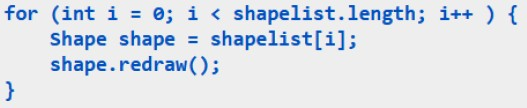 for (int i = 0; i < shapelist.length; i++ ) {
    Shape shape = shapelist[i];
    shape.redraw();
}